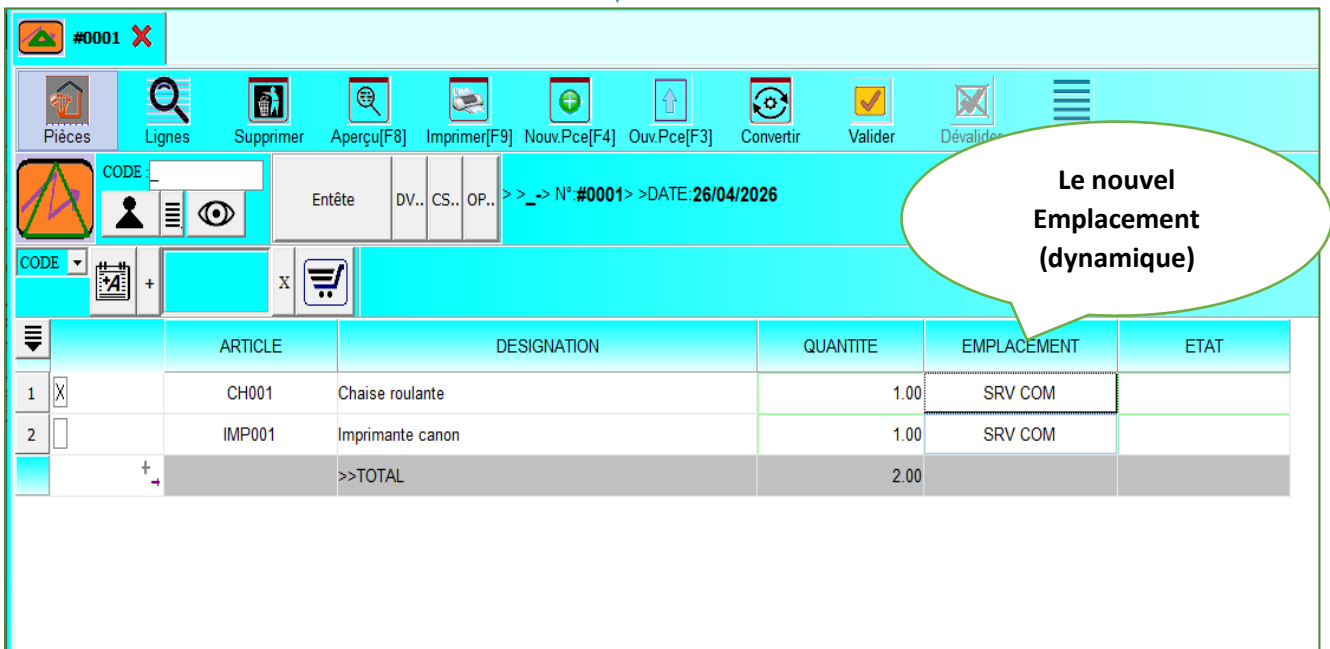 #0001
Pièces Lignes Supprimer Aperçu[F8] Imprimer[F9] Nouv.Pce[F4] Ouv.Pce[F3] Convertir Valider Dévalider
CODE :_
Entête DV.. CS.. OP.. > >_-> N°:#0001> >DATE:26/04/2026
Le nouvel
Emplacement
(dynamique)
CODE + X
ARTICLE DESIGNATION QUANTITE EMPLACEMENT ETAT
1 X CH001 Chaise roulante 1.00 SRV COM
2 IMP001 Imprimante canon 1.00 SRV COM
>>TOTAL 2.00